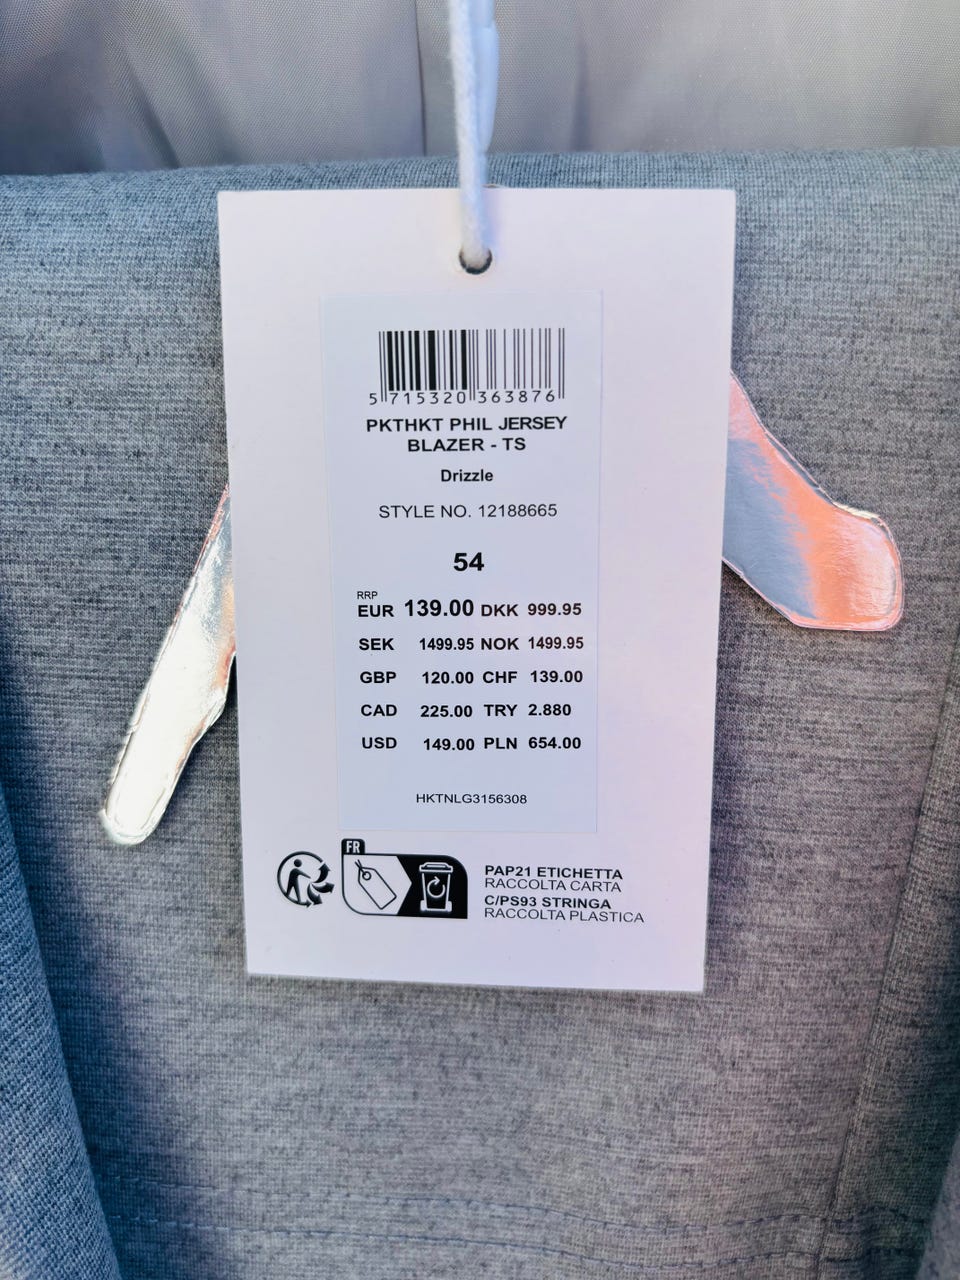 5 715320 363876
PKTHKT PHIL JERSEY
BLAZER - TS
Drizzle
STYLE NO. 12188665
54
RRP
EUR 139.00 DKK 999.95
SEK 1499.95 NOK 1499.95
GBP 120.00 CHF 139.00
CAD 225.00 TRY 2.880
USD 149.00 PLN 654.00
HKTNLG3156308
FR
PAP21 ETICHETTA
RACCOLTA CARTA
C/PS93 STRINGA
RACCOLTA PLASTICA